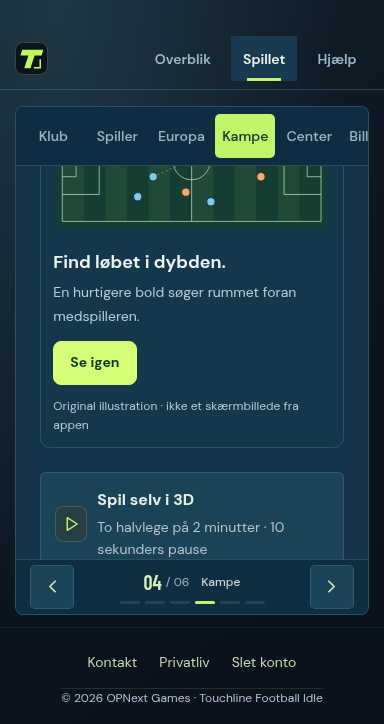 Overblik Spillet Hjælp
Klub Spiller Europa Kampe Center Bill
Find løbet i dybden.
En hurtigere bold søger rummet foran
medspilleren.
Se igen
Original illustration · ikke et skærmbillede fra
appen
Spil selv i 3D
To halvlege på 2 minutter · 10
sekunders pause
04 / 06 Kampe
Kontakt Privatliv Slet konto
© 2026 OPNext Games · Touchline Football Idle